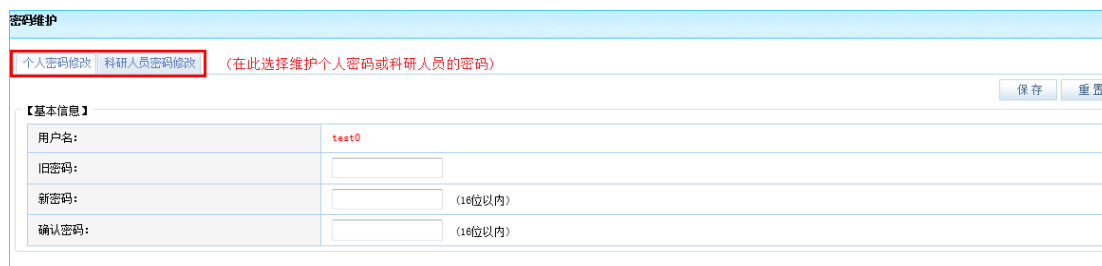 密码维护
个人密码修改 科研人员密码修改 （在此选择维护个人密码或科研人员的密码）
保存 重置
【基本信息】
用户名： test0
旧密码：
新密码： （16位以内）
确认密码： （16位以内）